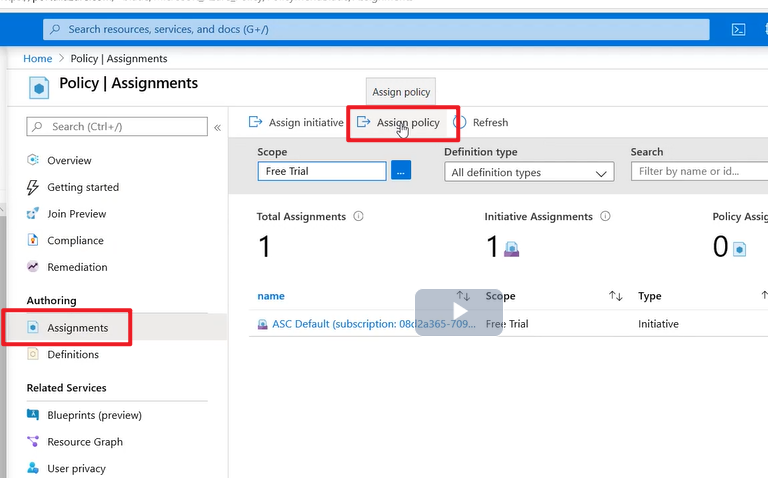 Search resources, services, and docs (G+/)
Home > Policy | Assignments
Policy | Assignments
Assign policy
Search (Ctrl+/)
«
Assign initiative
Assign policy
Refresh
Overview
Getting started
Join Preview
Compliance
Remediation
Authoring
Assignments
Definitions
Related Services
Blueprints (preview)
Resource Graph
User privacy
Scope
Definition type
Search
Free Trial
...
All definition types
Filter by name or id...
Total Assignments
Initiative Assignments
Policy Assig
1
1
0
name
Scope
Type
ASC Default (subscription: 08d2a365-709...
Free Trial
Initiative